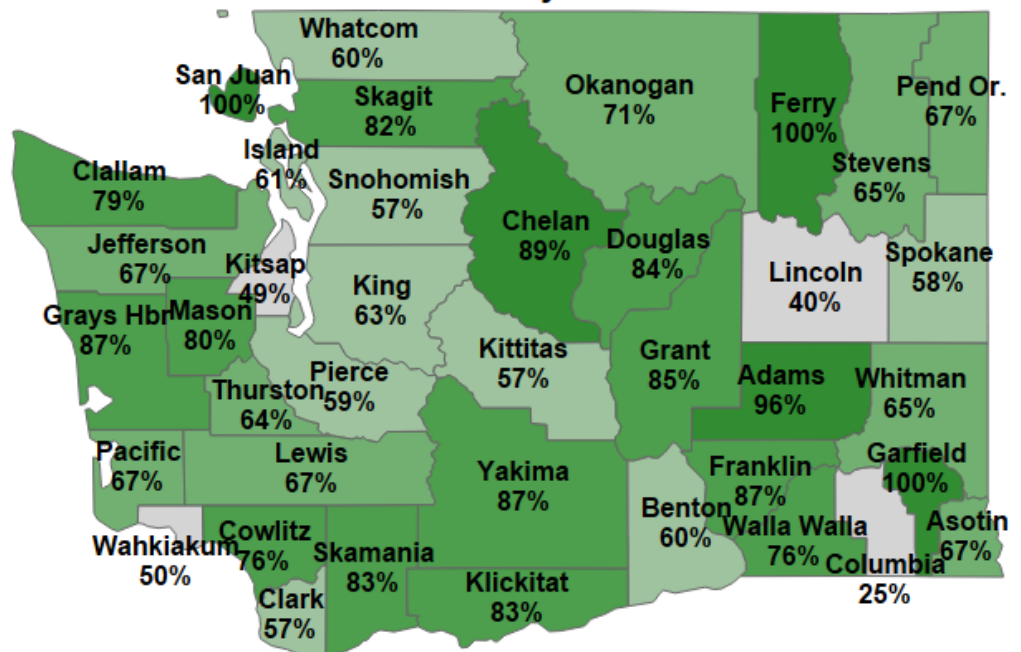 Whatcom
60%
San Juan
100%
Skagit
82%
Okanogan
71%
Ferry
100%
Pend Or.
67%
Stevens
65%
Island
61%
Clallam
79%
Snohomish
57%
Chelan
89%
Douglas
84%
Jefferson
67%
Kitsap
49%
King
63%
Lincoln
40%
Spokane
58%
Grays Hbr
87%
Mason
80%
Kittitas
57%
Grant
85%
Adams
96%
Whitman
65%
Pierce
59%
Thurston
64%
Pacific
67%
Lewis
67%
Yakima
87%
Franklin
87%
Garfield
100%
Benton
60%
Walla Walla
76%
Asotin
67%
Columbia
25%
Wahkiakum
50%
Cowlitz
76%
Skamania
83%
Klickitat
83%
Clark
57%